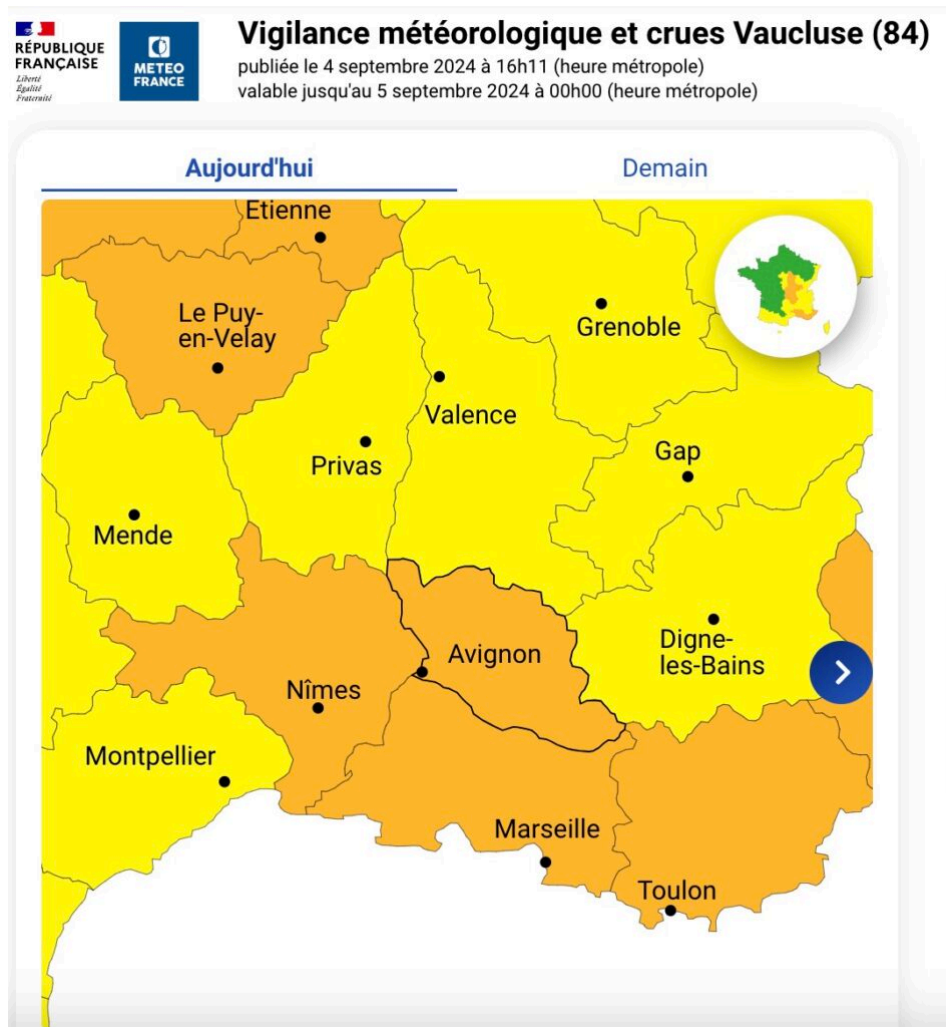 RÉPUBLIQUE
FRANÇAISE
Liberté
Égalité
Fraternité
METEO
FRANCE
Vigilance météorologique et crues Vaucluse (84)
publiée le 4 septembre 2024 à 16h11 (heure métropole)
valable jusqu'au 5 septembre 2024 à 00h00 (heure métropole)
Aujourd'hui
Demain
Etienne
Le Puy-
en-Velay
Grenoble
Valence
Privas
Gap
Mende
Avignon
Digne-
les-Bains
Nîmes
Montpellier
Marseille
Toulon